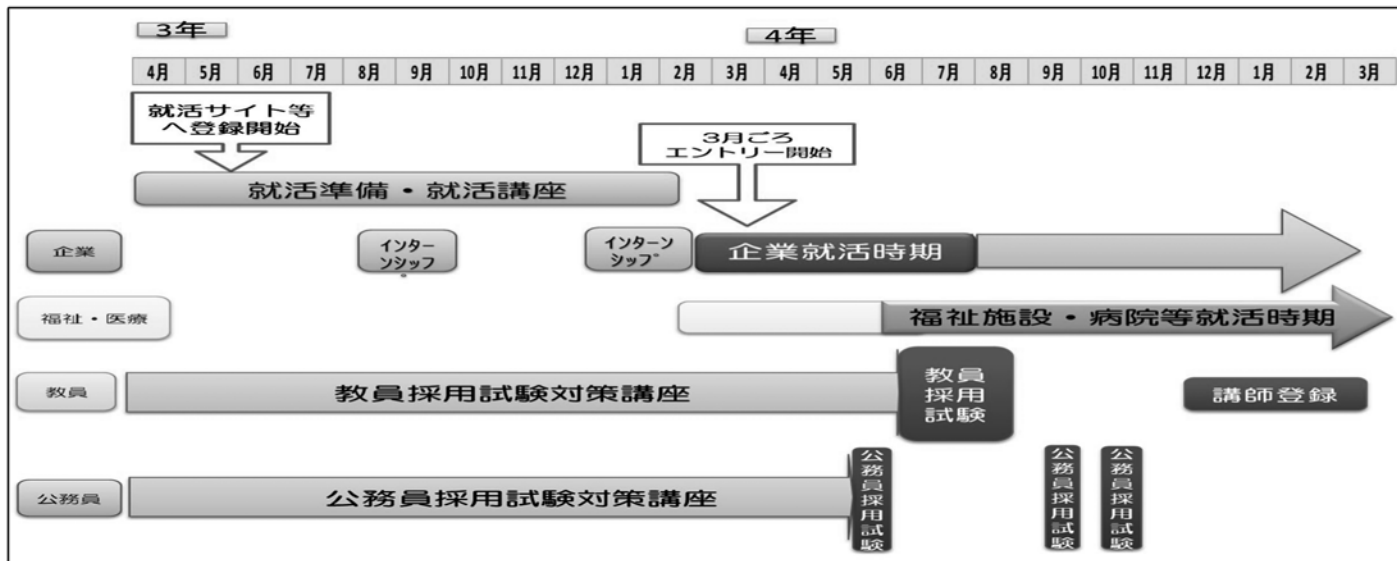 3年
4年
4月 5月 6月 7月 8月 9月 10月 11月 12月 1月 2月 3月 4月 5月 6月 7月 8月 9月 10月 11月 12月 1月 2月 3月
就活サイト等
へ登録開始
3月ごろ
エントリー開始
就活準備・就活講座
企業
インター
ンシップ
インターン
シップ
企業就活時期
福祉・医療
福祉施設・病院等就活時期
教員
教員採用試験対策講座
教員
採用
試験
講師登録
公務員
公務員採用試験対策講座
公務員採用試験
公務員採用試験
公務員採用試験